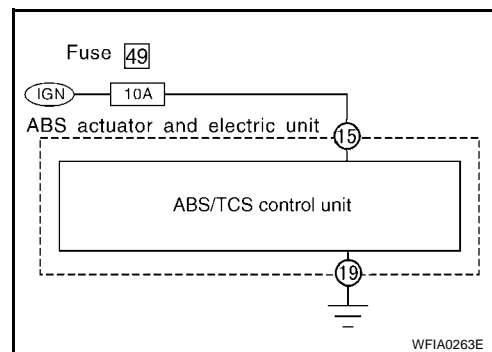 Fuse 49
IGN 10A
ABS actuator and electric unit 15
ABS/TCS control unit
19
WFIA0263E